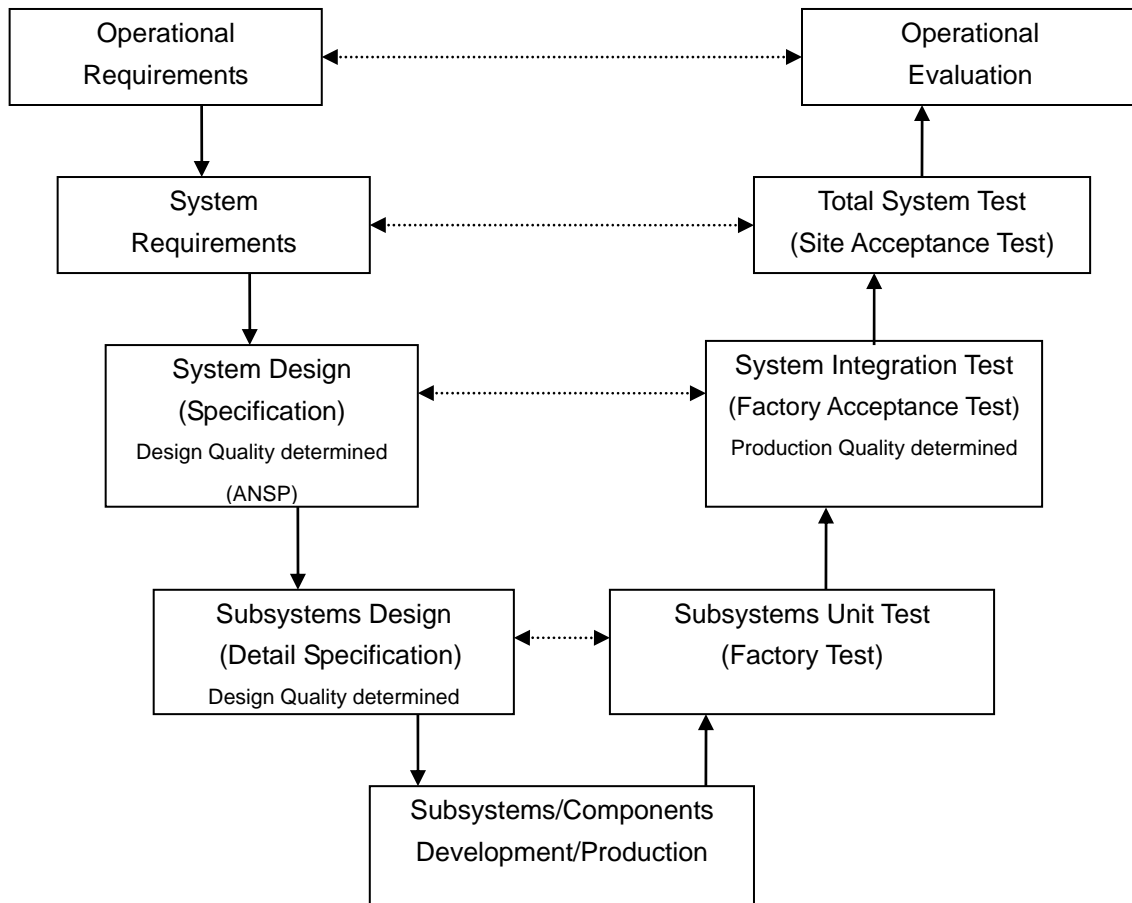 Operational
Requirements
Operational
Evaluation
System
Requirements
Total System Test
(Site Acceptance Test)
System Design
(Specification)
Design Quality determined
(ANSP)
System Integration Test
(Factory Acceptance Test)
Production Quality determined
Subsystems Design
(Detail Specification)
Design Quality determined
Subsystems Unit Test
(Factory Test)
Subsystems/Components
Development/Production